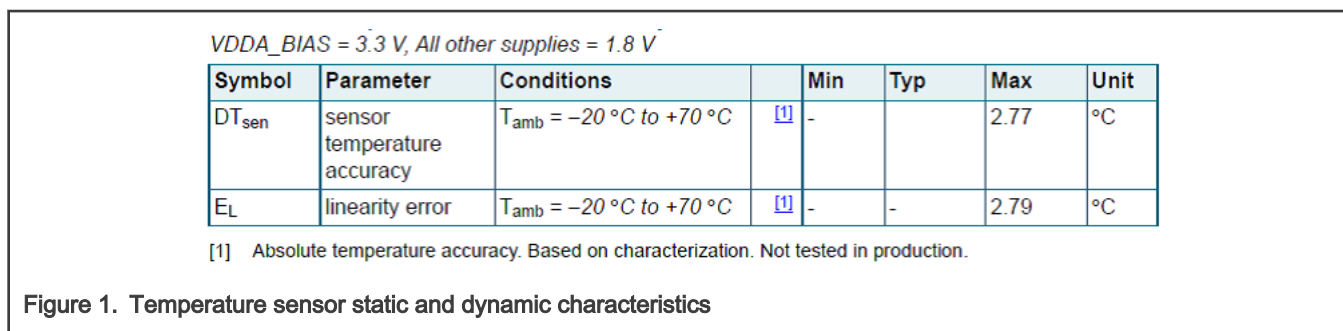 VDDA_BIAS = 3.3 V, All other supplies = 1.8 V
Symbol Parameter Conditions Min Typ Max Unit
DTsen sensor temperature accuracy Tamb = –20 °C to +70 °C [1] - 2.77 °C
EL linearity error Tamb = –20 °C to +70 °C [1] - - 2.79 °C
[1] Absolute temperature accuracy. Based on characterization. Not tested in production.
Figure 1. Temperature sensor static and dynamic characteristics